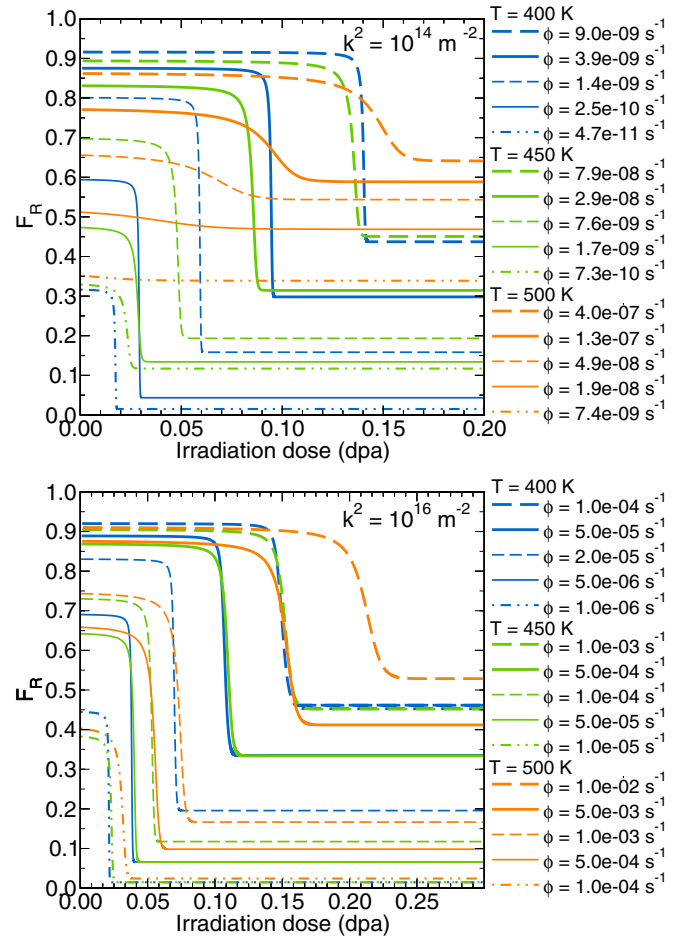 k² = 10¹⁴ m⁻²
F_R
1.0
0.9
0.8
0.7
0.6
0.5
0.4
0.3
0.2
0.1
0.0
0.00 0.05 0.10 0.15 0.20
Irradiation dose (dpa)
T = 400 K
ϕ = 9.0e-09 s⁻¹
ϕ = 3.9e-09 s⁻¹
ϕ = 1.4e-09 s⁻¹
ϕ = 2.5e-10 s⁻¹
ϕ = 4.7e-11 s⁻¹
T = 450 K
ϕ = 7.9e-08 s⁻¹
ϕ = 2.9e-08 s⁻¹
ϕ = 7.6e-09 s⁻¹
ϕ = 1.7e-09 s⁻¹
ϕ = 7.3e-10 s⁻¹
T = 500 K
ϕ = 4.0e-07 s⁻¹
ϕ = 1.3e-07 s⁻¹
ϕ = 4.9e-08 s⁻¹
ϕ = 1.9e-08 s⁻¹
ϕ = 7.4e-09 s⁻¹
k² = 10¹⁶ m⁻²
F_R
1.0
0.9
0.8
0.7
0.6
0.5
0.4
0.3
0.2
0.1
0.0
0.00 0.05 0.10 0.15 0.20
Irradiation dose (dpa)
T = 400 K
ϕ = 1.0e-04 s⁻¹
ϕ = 5.0e-05 s⁻¹
ϕ = 2.0e-05 s⁻¹
ϕ = 5.0e-06 s⁻¹
ϕ = 1.0e-06 s⁻¹
T = 450 K
ϕ = 1.0e-03 s⁻¹
ϕ = 5.0e-04 s⁻¹
ϕ = 1.0e-04 s⁻¹
ϕ = 5.0e-05 s⁻¹
ϕ = 1.0e-05 s⁻¹
T = 500 K
ϕ = 1.0e-02 s⁻¹
ϕ = 5.0e-03 s⁻¹
ϕ = 1.0e-03 s⁻¹
ϕ = 5.0e-04 s⁻¹
ϕ = 1.0e-04 s⁻¹